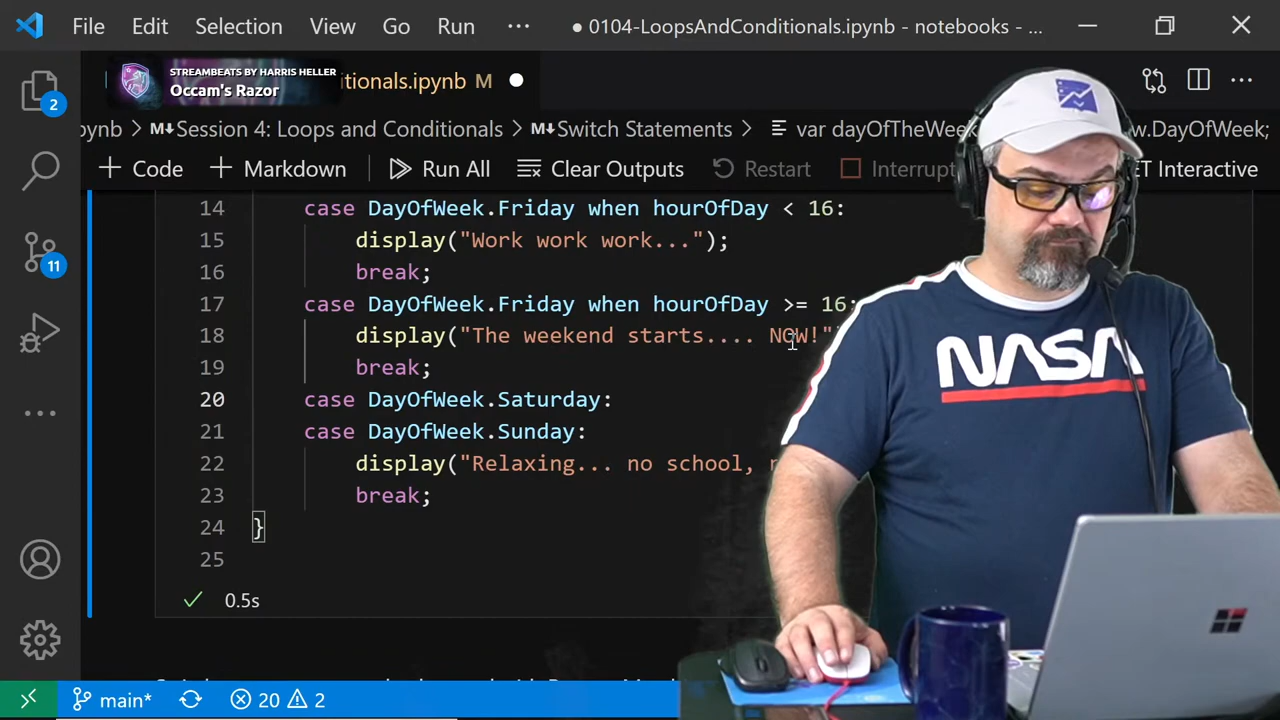 File Edit Selection View Go Run ··· ● 0104-LoopsAndConditionals.ipynb - notebooks - ...
STREAMBEATS BY HARRIS HELLER
Occam's Razor
itionals.ipynb M
2
ynb > M↓Session 4: Loops and Conditionals > M↓Switch Statements > var dayOfTheWeek w.DayOfWeek;
+ Code + Markdown Run All Clear Outputs Restart Interrupt ET Interactive
14 case DayOfWeek.Friday when hourOfDay < 16:
15 display("Work work work...");
16 break;
17 case DayOfWeek.Friday when hourOfDay >= 16:
18 display("The weekend starts.... NOW!"
19 break;
20 case DayOfWeek.Saturday:
21 case DayOfWeek.Sunday:
22 display("Relaxing... no school,
23 break;
24 }
25
0.5s
11
main* 20 2
NASA